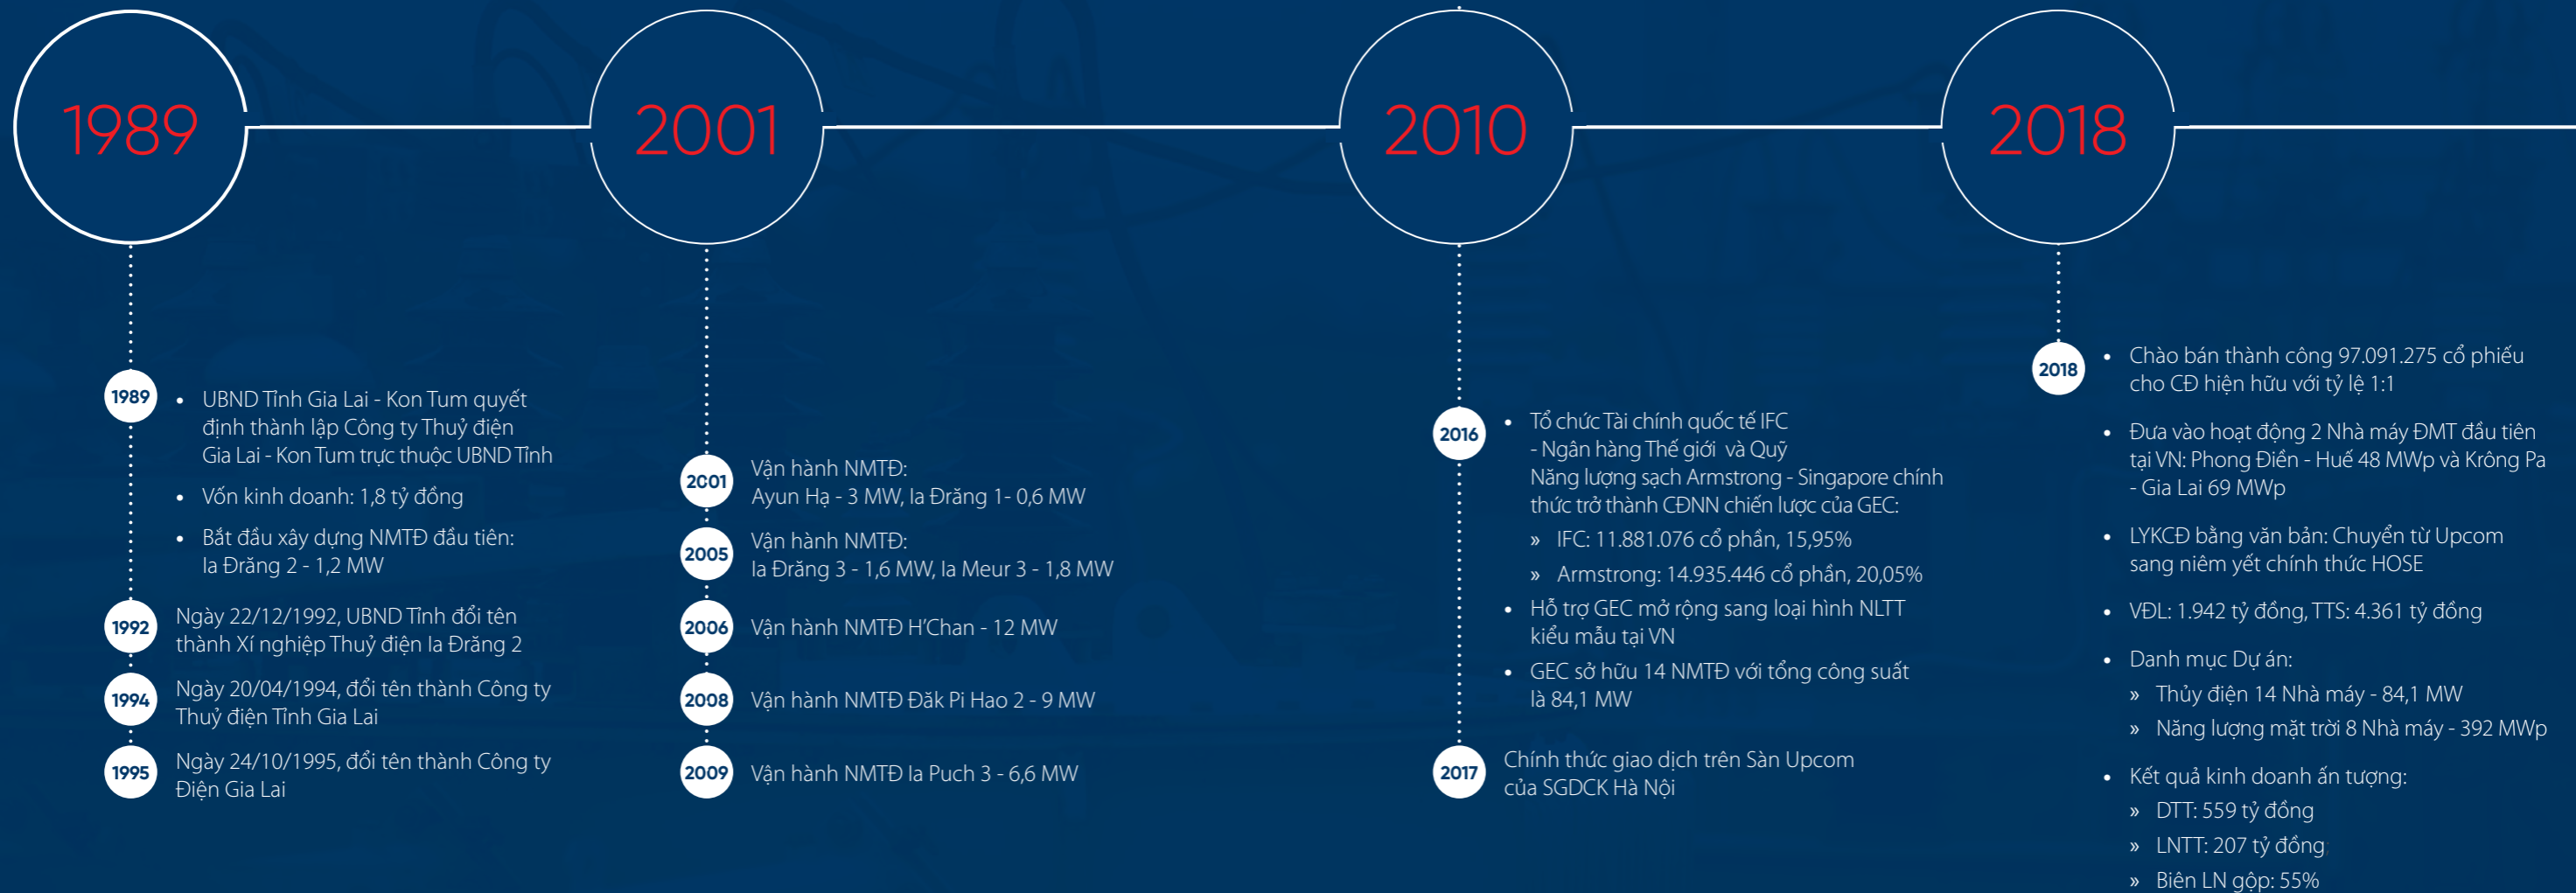 1989
2001
2010
2018
1989
• UBND Tỉnh Gia Lai - Kon Tum quyết
định thành lập Công ty Thuỷ điện
Gia Lai - Kon Tum trực thuộc UBND Tỉnh
• Vốn kinh doanh: 1,8 tỷ đồng
• Bắt đầu xây dựng NMTĐ đầu tiên:
Ia Đrăng 2 - 1,2 MW
1992
Ngày 22/12/1992, UBND Tỉnh đổi tên
thành Xí nghiệp Thuỷ điện Ia Đrăng 2
1994
Ngày 20/04/1994, đổi tên thành Công ty
Thuỷ điện Tỉnh Gia Lai
1995
Ngày 24/10/1995, đổi tên thành Công ty
Điện Gia Lai
2001
Vận hành NMTĐ:
Ayun Hạ - 3 MW, Ia Đrăng 1- 0,6 MW
2005
Vận hành NMTĐ:
Ia Đrăng 3 - 1,6 MW, Ia Meur 3 - 1,8 MW
2006
Vận hành NMTĐ H’Chan - 12 MW
2008
Vận hành NMTĐ Đăk Pi Hao 2 - 9 MW
2009
Vận hành NMTĐ Ia Puch 3 - 6,6 MW
2016
• Tổ chức Tài chính quốc tế IFC
- Ngân hàng Thế giới và Quỹ
Năng lượng sạch Armstrong - Singapore chính
thức trở thành CĐNN chiến lược của GEC:
» IFC: 11.881.076 cổ phần, 15,95%
» Armstrong: 14.935.446 cổ phần, 20,05%
• Hỗ trợ GEC mở rộng sang loại hình NLTT
kiểu mẫu tại VN
• GEC sở hữu 14 NMTĐ với tổng công suất
là 84,1 MW
2017
Chính thức giao dịch trên Sàn Upcom
của SGDCK Hà Nội
2018
• Chào bán thành công 97.091.275 cổ phiếu
cho CĐ hiện hữu với tỷ lệ 1:1
• Đưa vào hoạt động 2 Nhà máy ĐMT đầu tiên
tại VN: Phong Điền - Huế 48 MWp và Krông Pa
- Gia Lai 69 MWp
• LYKCĐ bằng văn bản: Chuyển từ Upcom
sang niêm yết chính thức HOSE
• VĐL: 1.942 tỷ đồng, TTS: 4.361 tỷ đồng
• Danh mục Dự án:
» Thủy điện 14 Nhà máy - 84,1 MW
» Năng lượng mặt trời 8 Nhà máy - 392 MWp
• Kết quả kinh doanh ấn tượng:
» DTT: 559 tỷ đồng
» LNTT: 207 tỷ đồng;
» Biên LN gộp: 55%